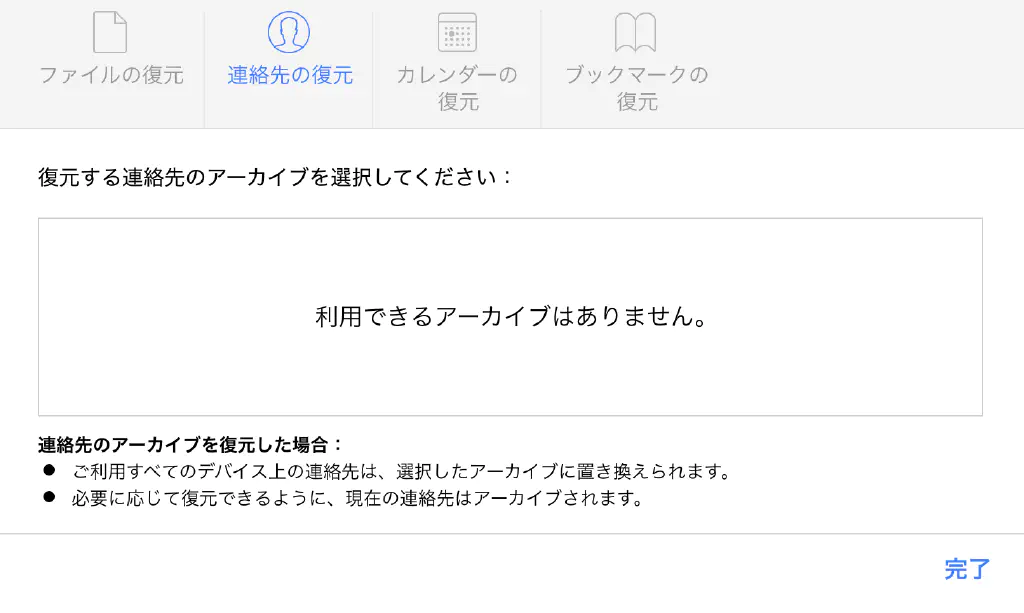 ファイルの復元
連絡先の復元
カレンダーの
復元
ブックマークの
復元
復元する連絡先のアーカイブを選択してください：
利用できるアーカイブはありません。
連絡先のアーカイブを復元した場合：
● ご利用すべてのデバイス上の連絡先は、選択したアーカイブに置き換えられます。
● 必要に応じて復元できるように、現在の連絡先はアーカイブされます。
完了